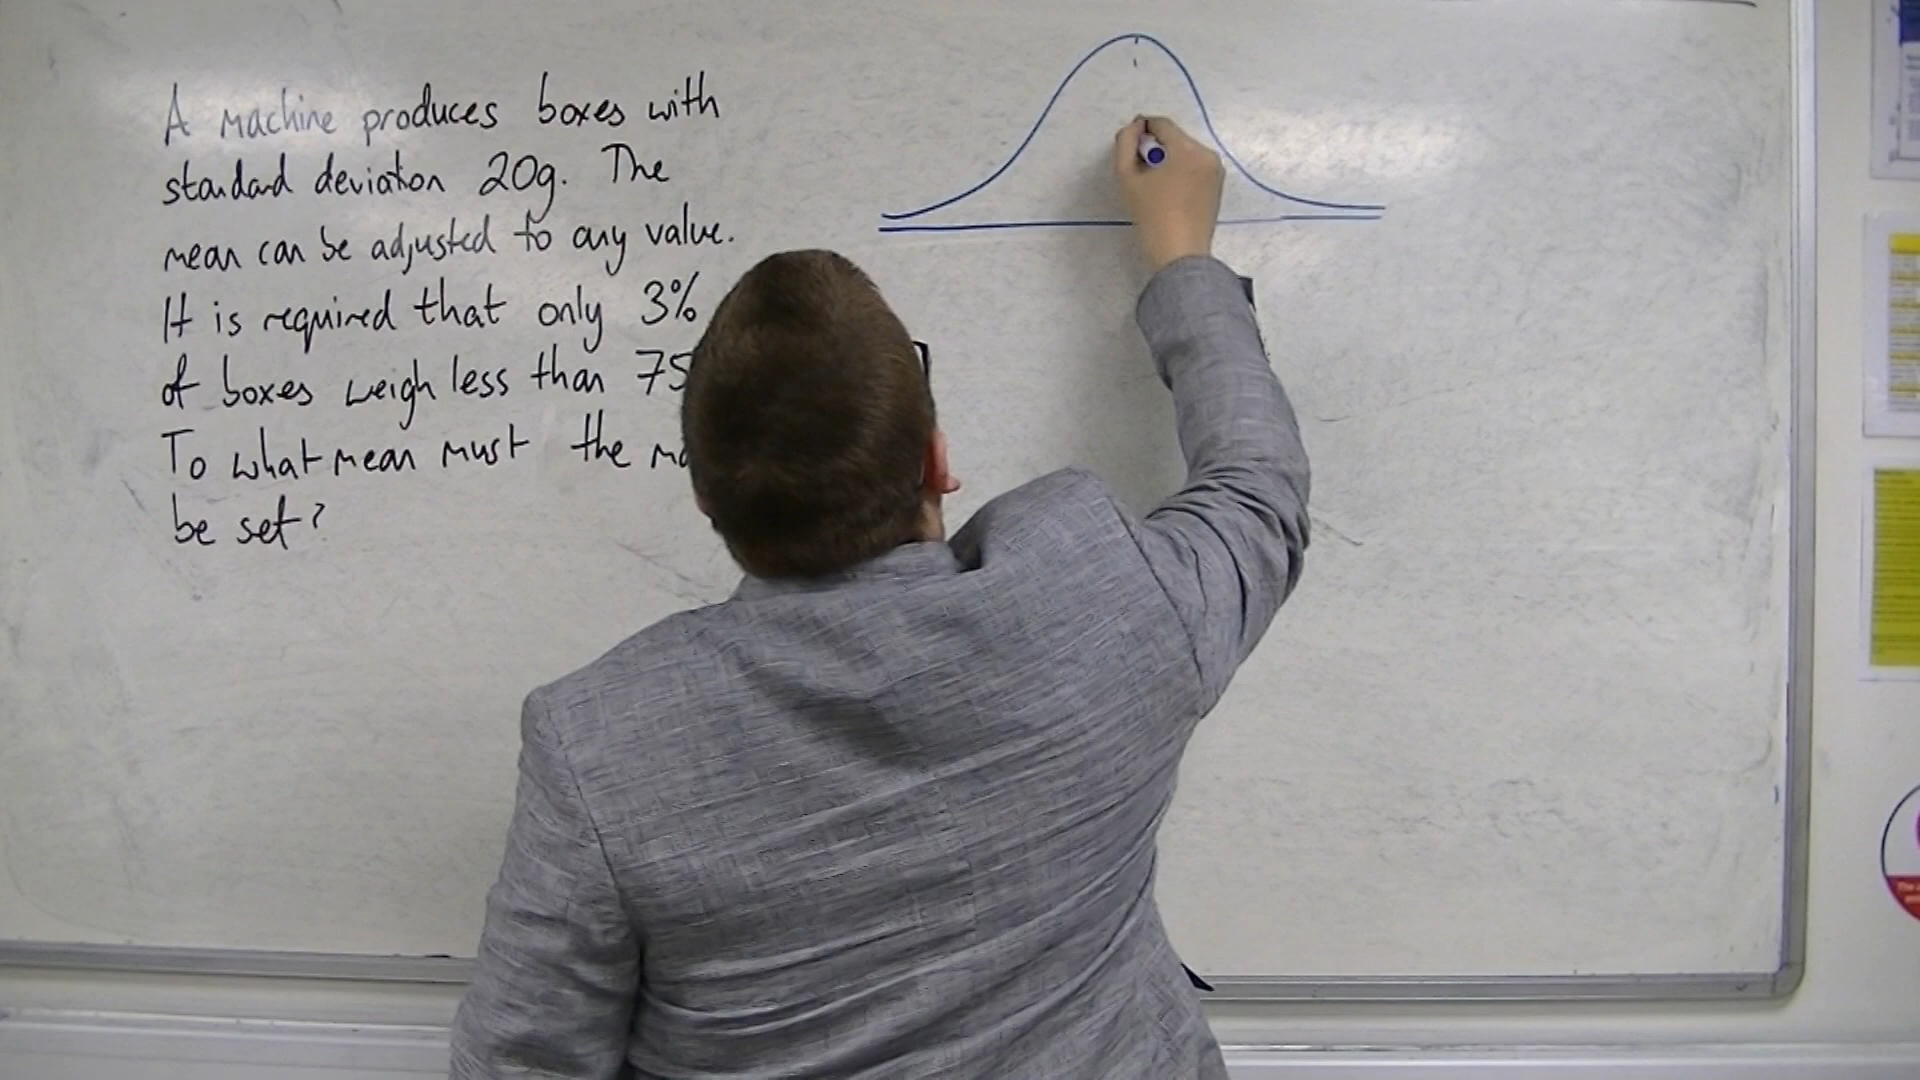 A machine produces boxes with
standard deviation 20g. The
mean can be adjusted to any value.
It is required that only 3%
of boxes weigh less than 75
To what mean must the
be set?